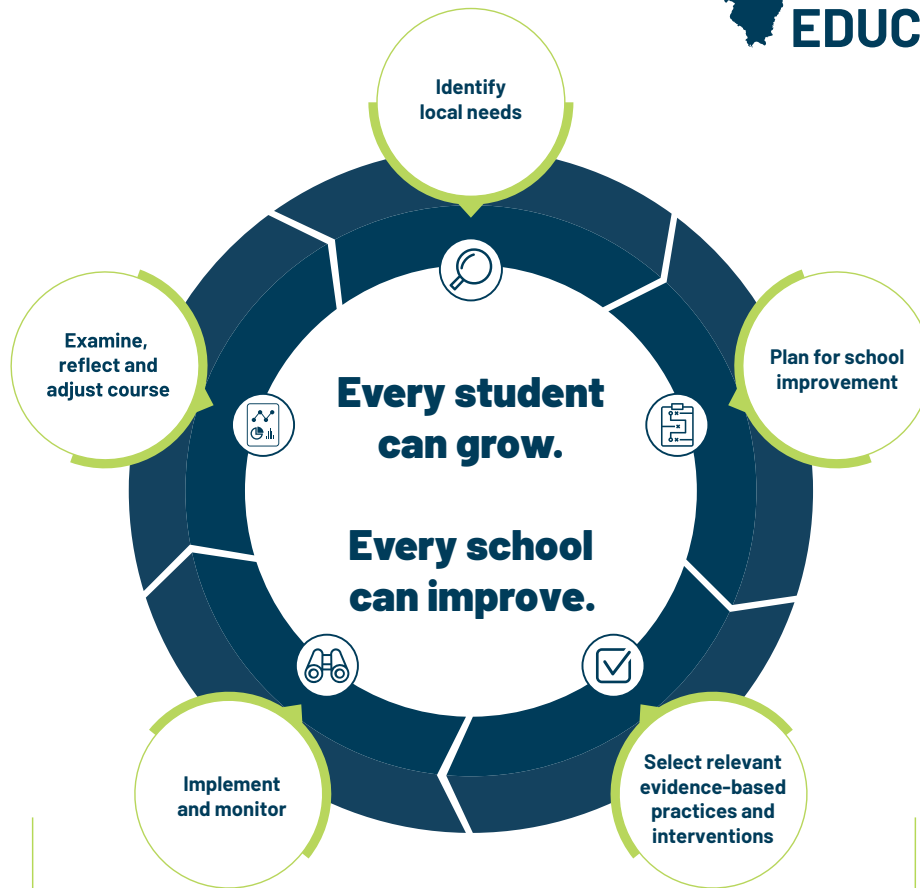 EDUC
Identify
local needs
Examine,
reflect and
adjust course
Plan for school
improvement
Every student
can grow.
Every school
can improve.
Implement
and monitor
Select relevant
evidence-based
practices and
interventions